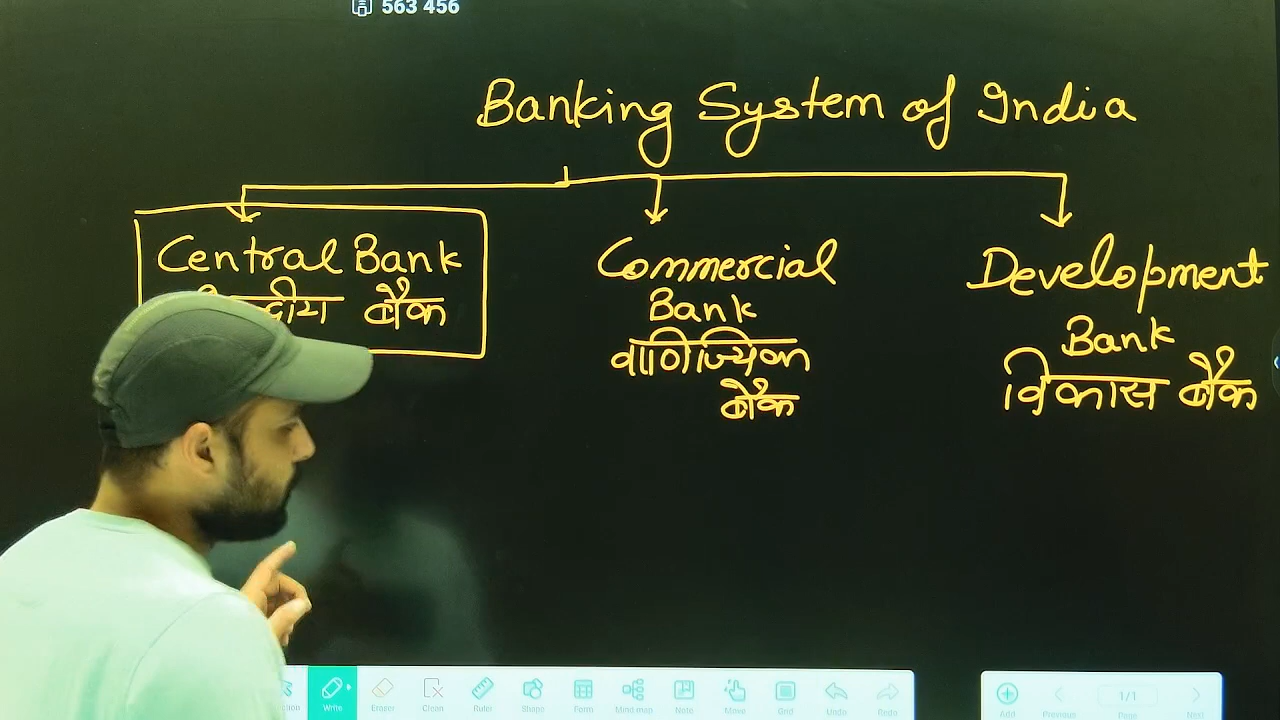 563 456
Banking System of India
Central Bank
बैंक
Commercial
Bank
वाणिज्यिक
बैंक
Development
Bank
विकास बैंक
Write
Eraser
Clean
Ruler
Shape
Form
Mind map
Note
Move
Grid
Undo
Redo
Add
Previous
1/1
Pens
Next